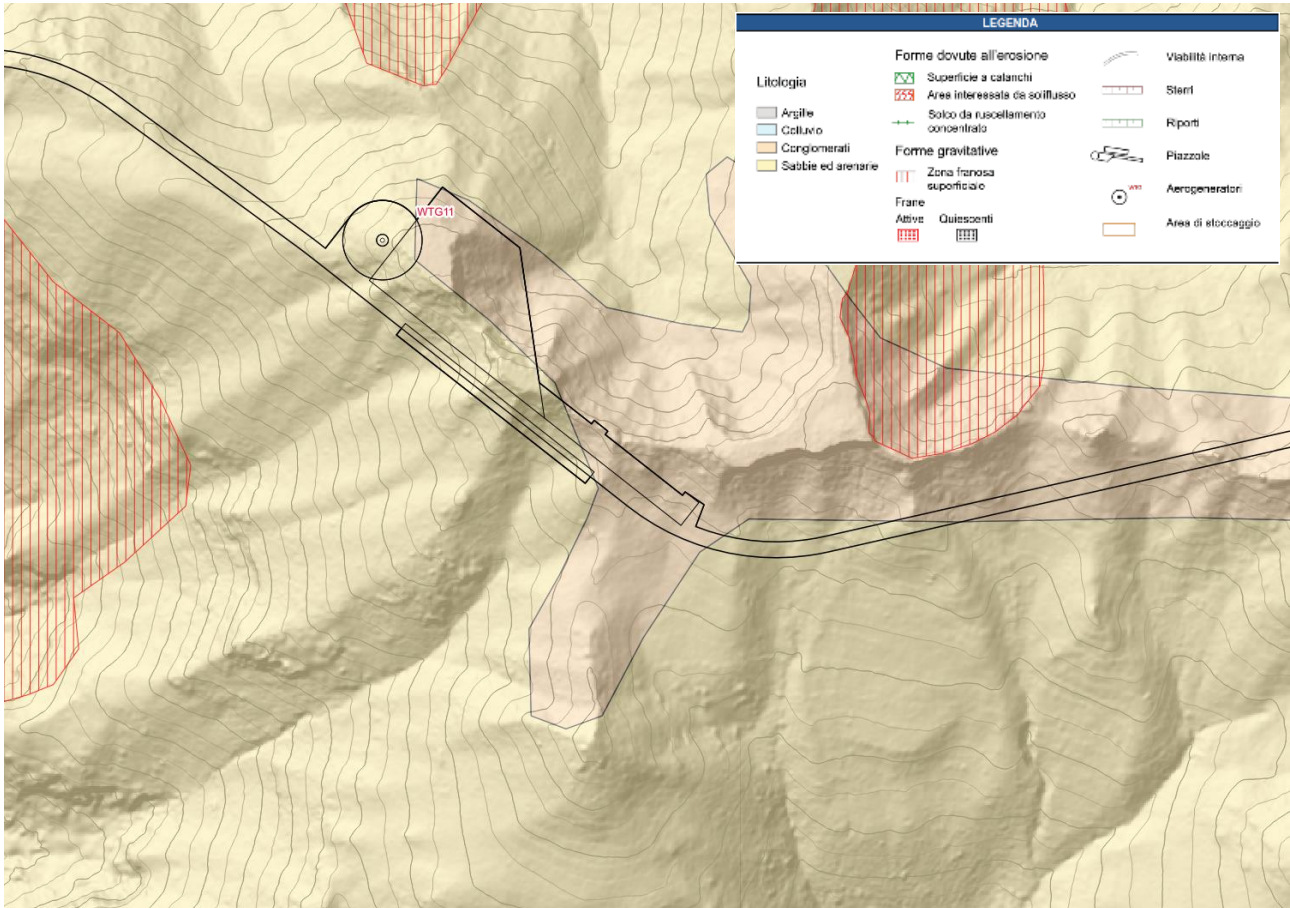 LEGENDA
Litologia
Argille
Colluvio
Conglomerati
Sabbie ed arenarie
Forme dovute all'erosione
Superficie a calanchi
Area interessata da soliflusso
Solco da ruscellamento
concentrato
Forme gravitative
Zona franosa
superficiale
Frane
Attive Quiescenti
Viabilità interna
Sterri
Riporti
Piazzole
WTG
Aerogeneratori
Area di stoccaggio
WTG11